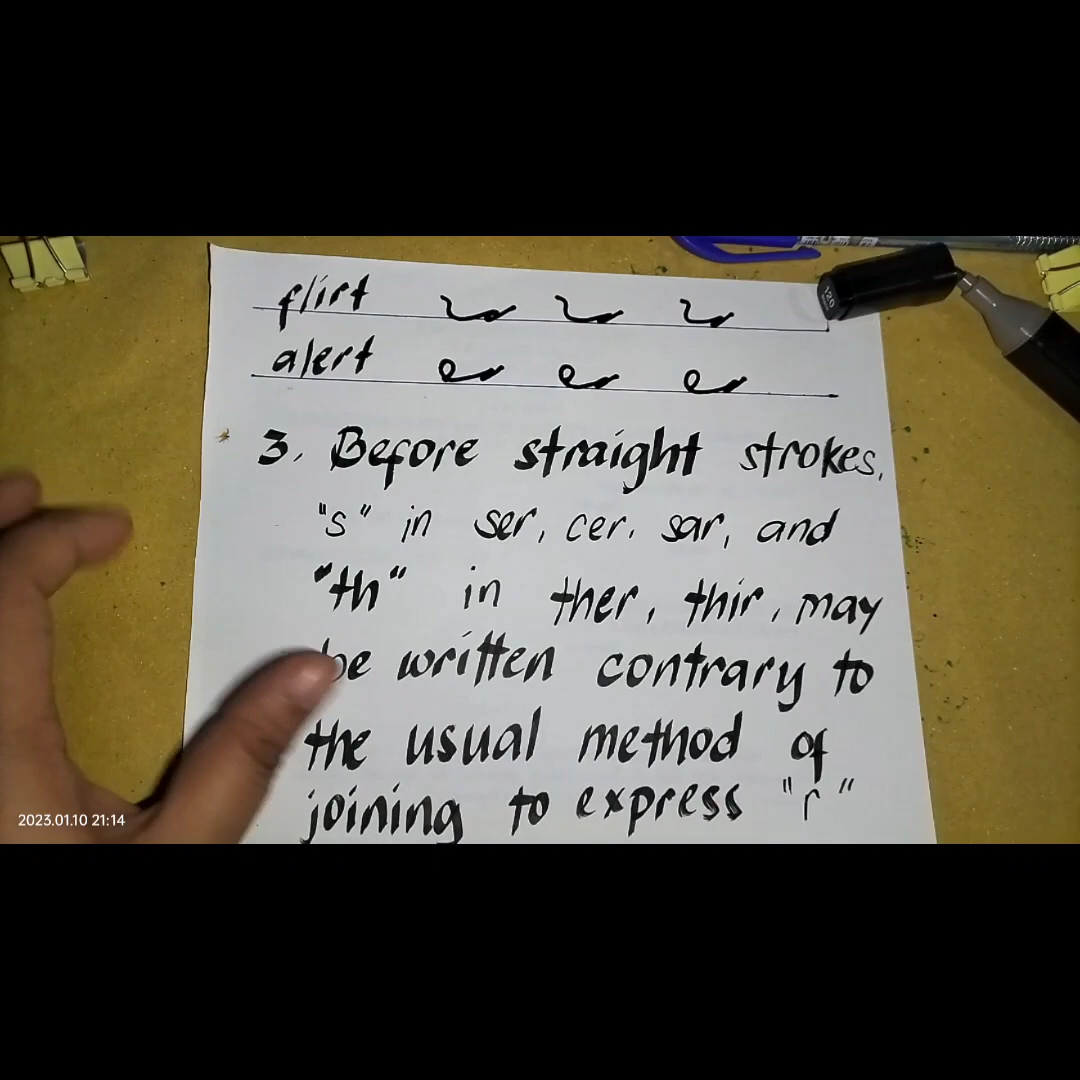 flirt
alert
3. Before straight strokes,
"s" in ser, cer, sar, and
"th" in ther, thir, may
be written contrary to
the usual method of
joining to express "r"
120
2023.01.10 21:14